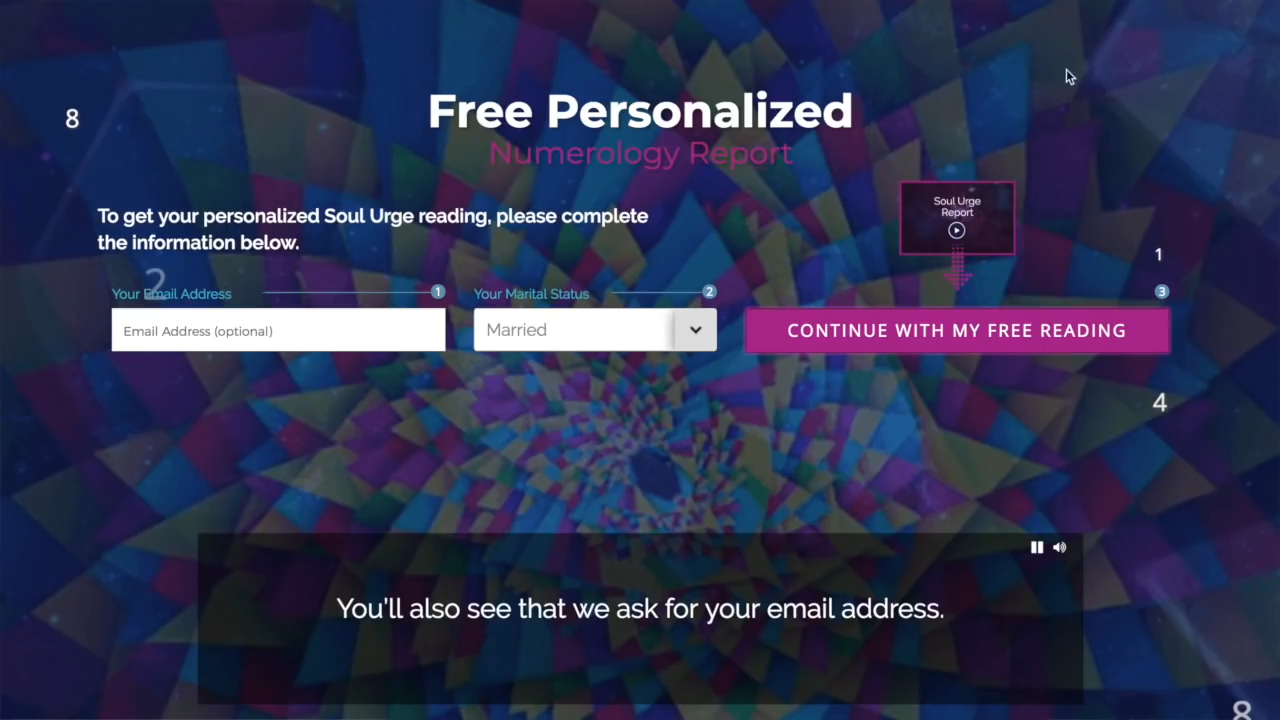 8
Free Personalized
Numerology Report
To get your personalized Soul Urge reading, please complete
the information below.
Soul Urge
Report
1
2
Your Email Address
1
Your Marital Status
12
3
Email Address (optional)
Married
CONTINUE WITH MY FREE READING
4
You'll also see that we ask for your email address.
8